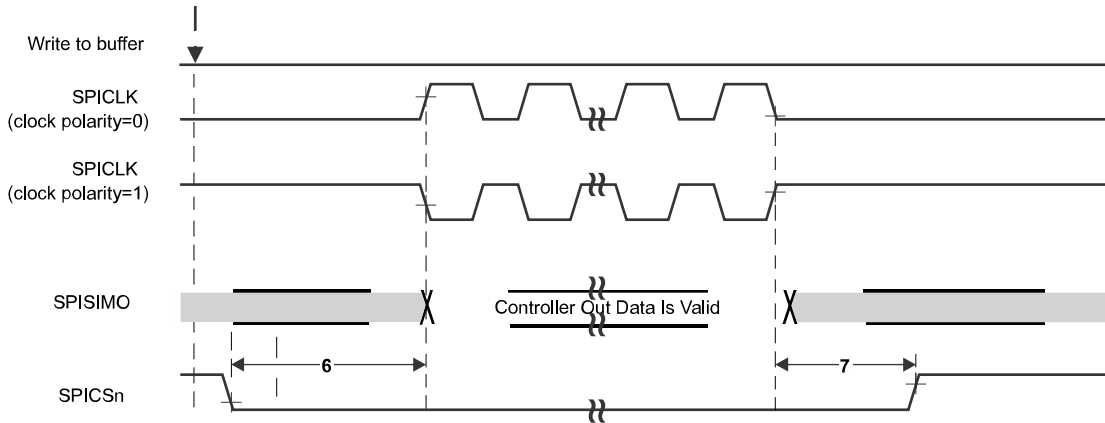 Write to buffer
SPICLK
(clock polarity=0)
SPICLK
(clock polarity=1)
SPISIMO
Controller Out Data Is Valid
6
7
SPICSn